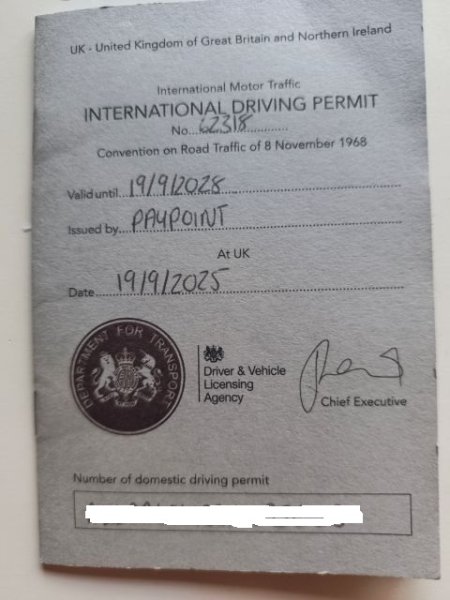 UK - United Kingdom of Great Britain and Northern Ireland
International Motor Traffic
INTERNATIONAL DRIVING PERMIT
No...62318...............
Convention on Road Traffic of 8 November 1968
Valid until 19/9/2028
Issued by... PAYPOINT
At UK
Date 19/9/2025
DEPARTMENT FOR TRANSPORT
Driver & Vehicle
Licensing
Agency
Chief Executive
Number of domestic driving permit